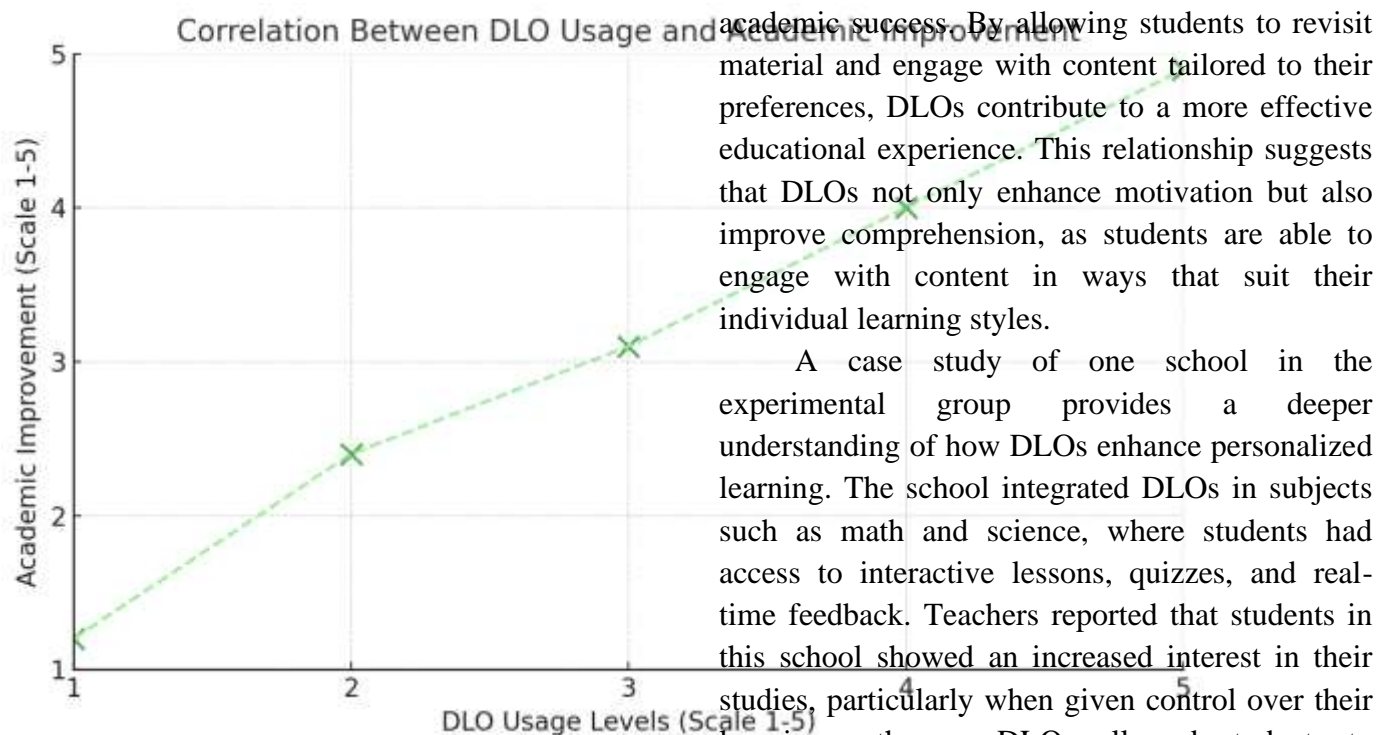 Correlation Between DLO Usage and Academic Improvement
5
4
3
2
1
Academic Improvement (Scale 1-5)
1
2
3
4
5
DLO Usage Levels (Scale 1-5)
academic success. By allowing students to revisit
material and engage with content tailored to their
preferences, DLOs contribute to a more effective
educational experience. This relationship suggests
that DLOs not only enhance motivation but also
improve comprehension, as students are able to
engage with content in ways that suit their
individual learning styles.
A case study of one school in the
experimental group provides a deeper
understanding of how DLOs enhance personalized
learning. The school integrated DLOs in subjects
such as math and science, where students had
access to interactive lessons, quizzes, and real-
time feedback. Teachers reported that students in
this school showed an increased interest in their
studies, particularly when given control over their